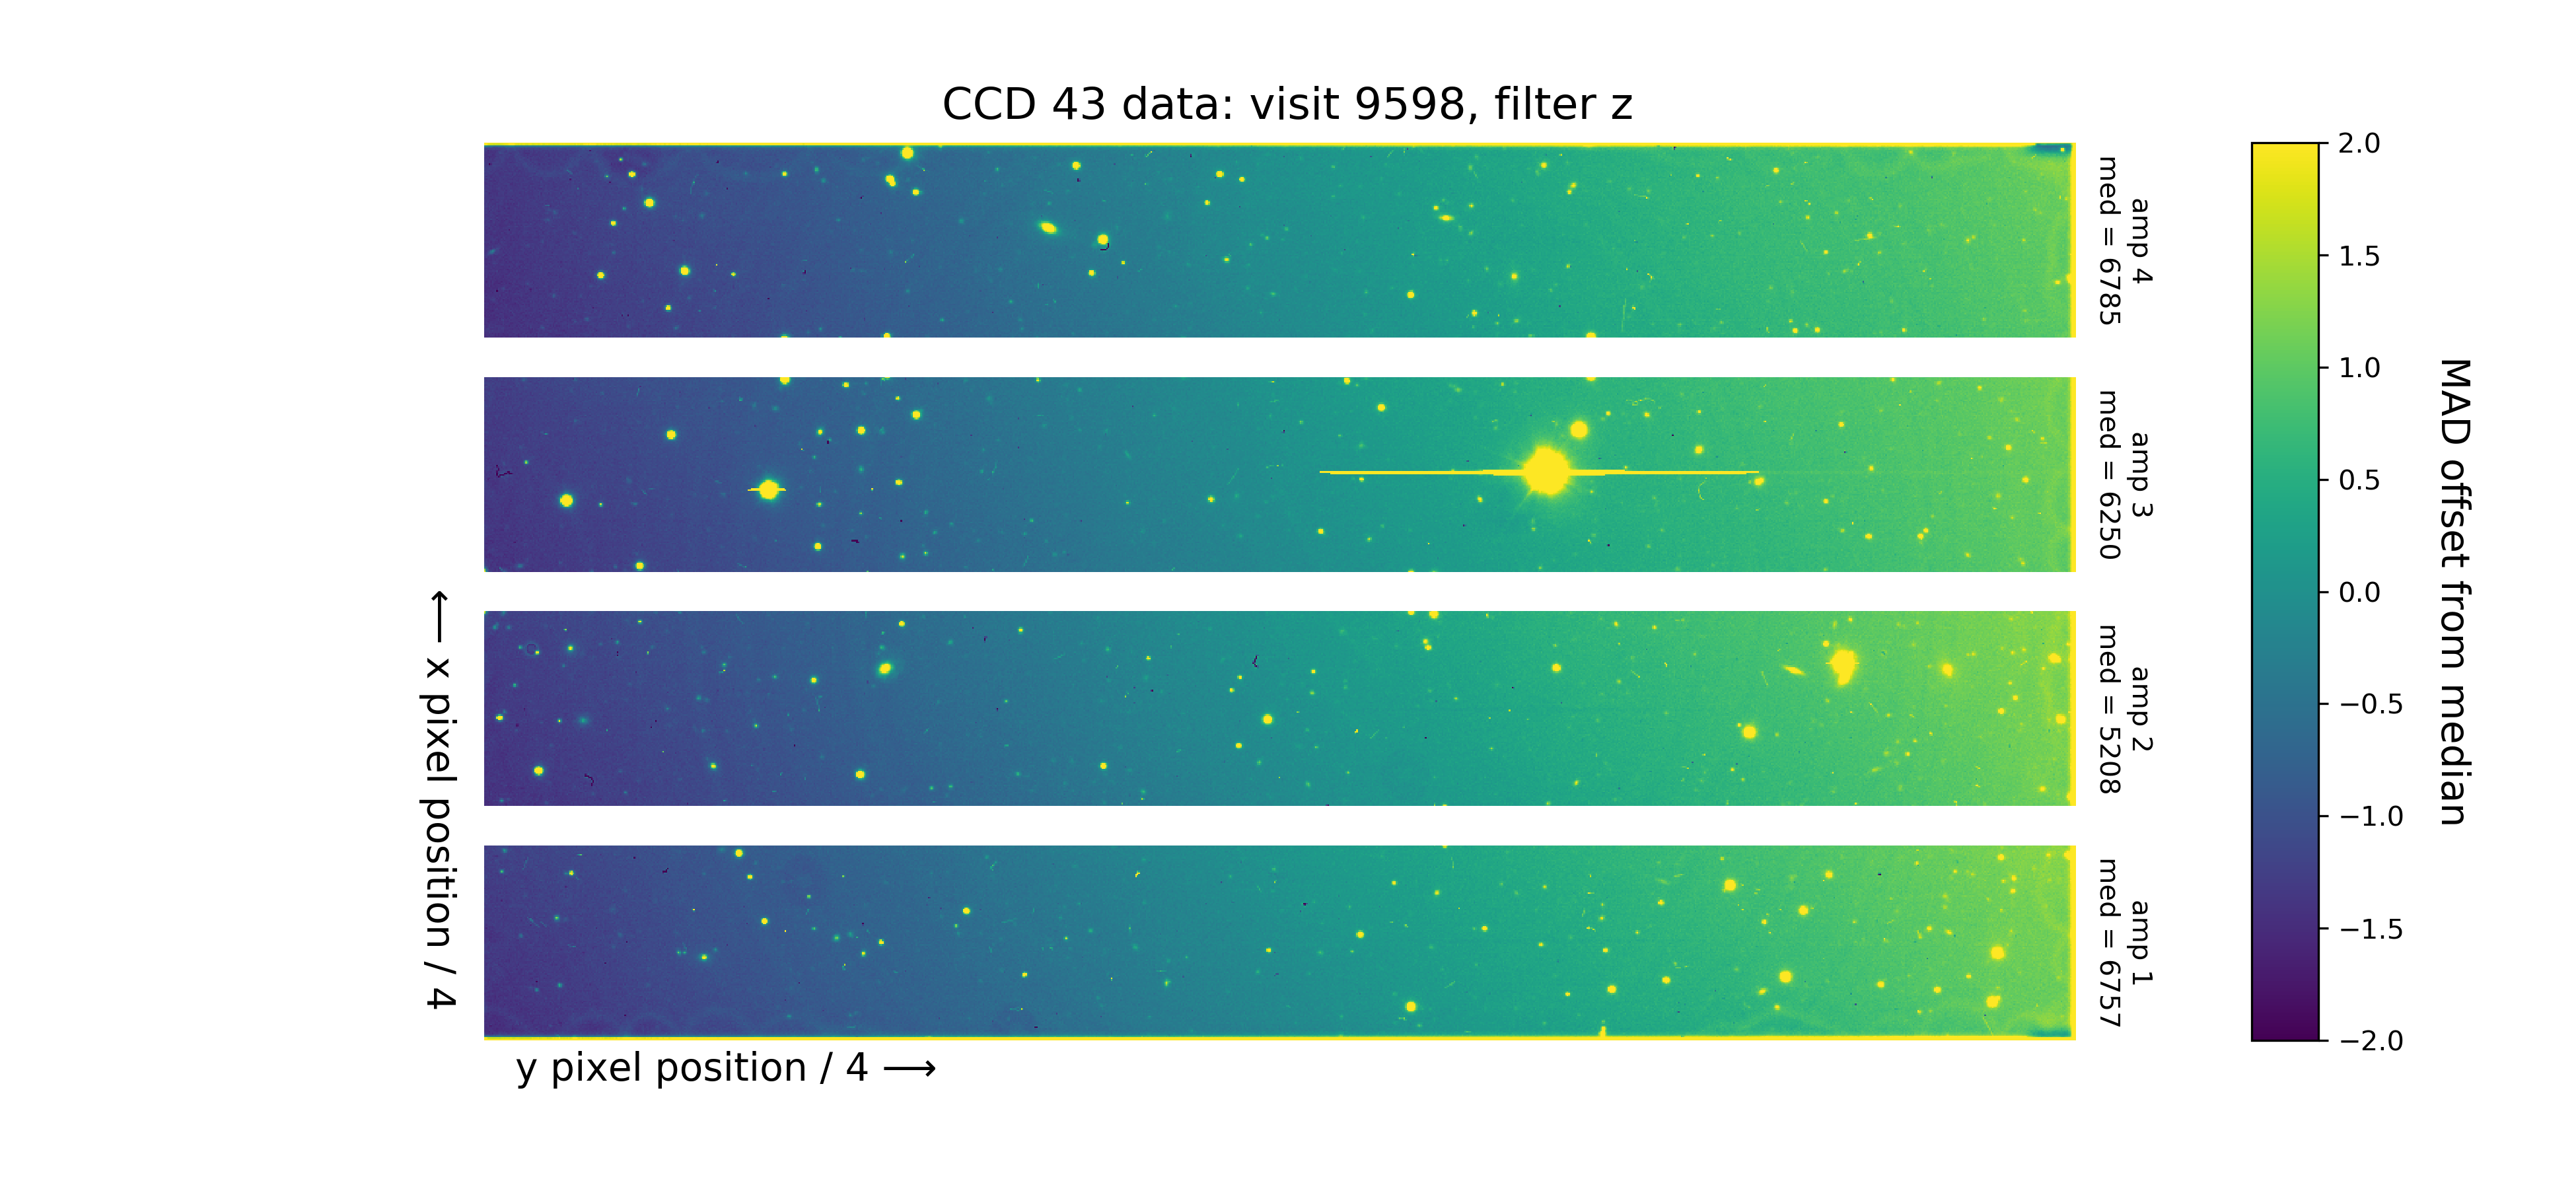 CCD 43 data: visit 9598, filter z
amp 4
med = 6785
amp 3
med = 6250
amp 2
med = 5208
amp 1
med = 6757
x pixel position / 4 ⟶
y pixel position / 4 ⟶
2.0
1.5
1.0
0.5
0.0
−0.5
−1.0
−1.5
−2.0
MAD offset from median